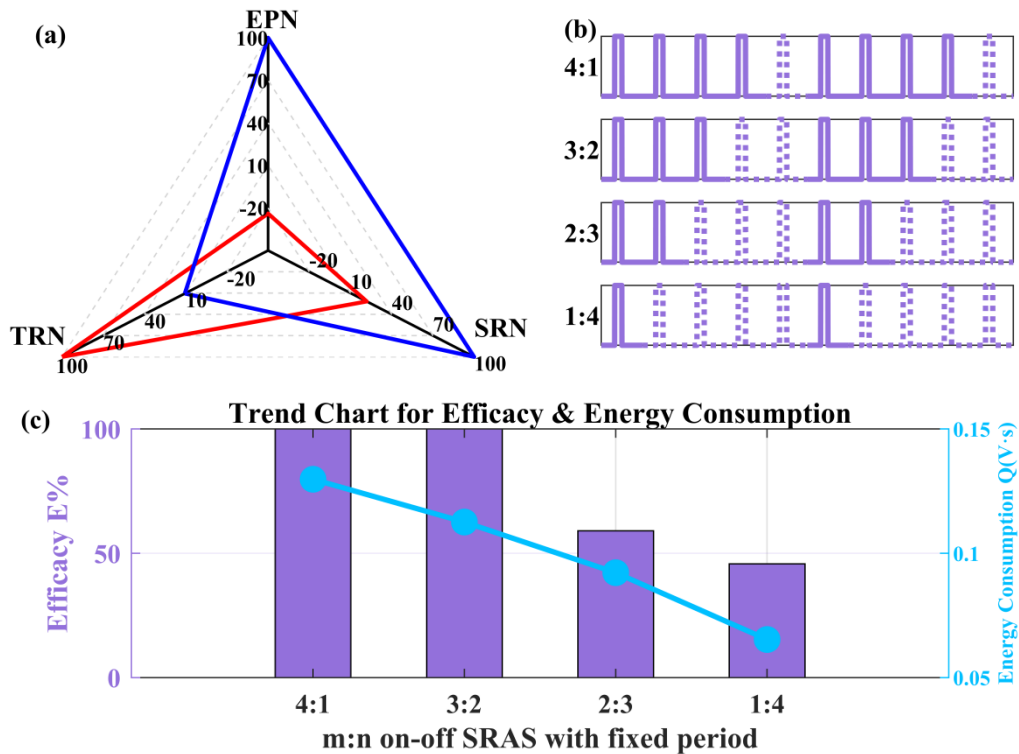 (a)
EPN
100
70
40
10
-20
-20
10
40
70
100
SRN
-20
10
40
70
100
TRN
(b)
4:1
3:2
2:3
1:4
(c)
Trend Chart for Efficacy & Energy Consumption
Efficacy E%
100
50
0
0.15
0.1
0.05
Energy Consumption Q(V·s)
4:1 3:2 2:3 1:4
m:n on-off SRAS with fixed period